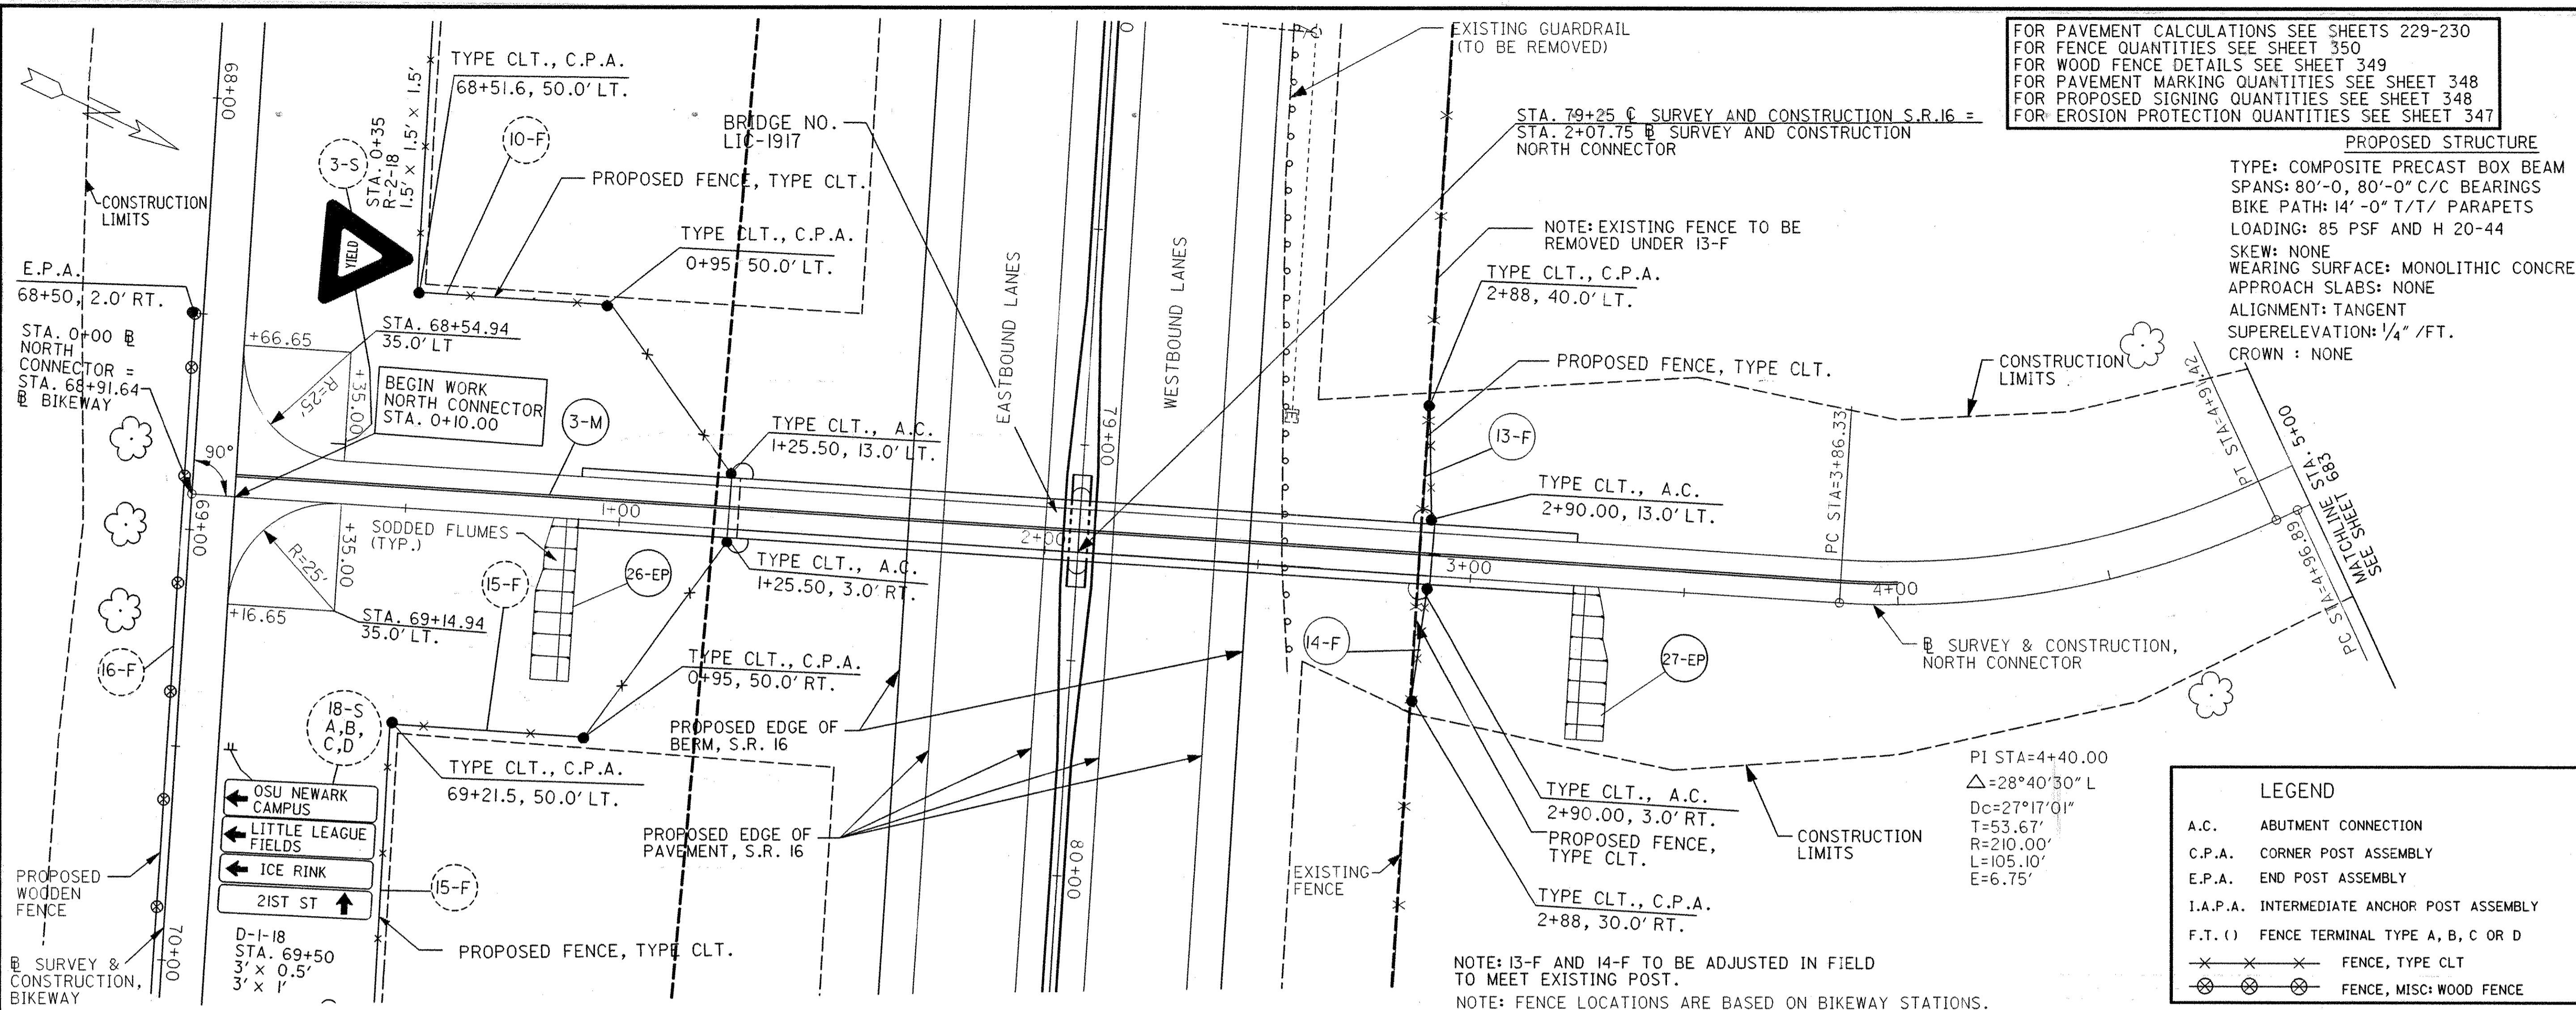 FOR PAVEMENT CALCULATIONS SEE SHEETS 229-230
FOR FENCE QUANTITIES SEE SHEET 350
FOR WOOD FENCE DETAILS SEE SHEET 349
FOR PAVEMENT MARKING QUANTITIES SEE SHEET 348
FOR PROPOSED SIGNING QUANTITIES SEE SHEET 348
FOR EROSION PROTECTION QUANTITIES SEE SHEET 347
PROPOSED STRUCTURE
TYPE: COMPOSITE PRECAST BOX BEAM
SPANS: 80'-0, 80'-0" C/C BEARINGS
BIKE PATH: 14' -0" T/T/ PARAPETS
LOADING: 85 PSF AND H 20-44
SKEW: NONE
WEARING SURFACE: MONOLITHIC CONCRE
APPROACH SLABS: NONE
ALIGNMENT: TANGENT
SUPERELEVATION: 1/4" /FT.
CROWN : NONE
CONSTRUCTION
LIMITS
68+00
3-S
STA. 0+35
R-2-18
1.5' × 1.5' × 1.5'
YIELD
TYPE CLT., C.P.A.
68+51.6, 50.0' LT.
10-F
PROPOSED FENCE, TYPE CLT.
BRIDGE NO.
LIC-1917
TYPE CLT., C.P.A.
0+95, 50.0' LT.
EXISTING GUARDRAIL
(TO BE REMOVED)
STA. 79+25 ℄ SURVEY AND CONSTRUCTION S.R.16 =
STA. 2+07.75 BL SURVEY AND CONSTRUCTION
NORTH CONNECTOR
NOTE: EXISTING FENCE TO BE
REMOVED UNDER 13-F
TYPE CLT., C.P.A.
2+88, 40.0' LT.
PROPOSED FENCE, TYPE CLT.
CONSTRUCTION
LIMITS
E.P.A.
68+50, 2.0' RT.
STA. 0+00 BL
NORTH
CONNECTOR =
STA. 68+91.64
BL BIKEWAY
+66.65
STA. 68+54.94
35.0' LT
R=25'
+35.00
BEGIN WORK
NORTH CONNECTOR
STA. 0+10.00
3-M
90°
TYPE CLT., A.C.
1+25.50, 13.0' LT.
EASTBOUND LANES
79+00
WESTBOUND LANES
13-F
TYPE CLT., A.C.
2+90.00, 13.0' LT.
PC STA=3+86.33
PT STA=4+91.42
MATCHLINE STA. 5+00
SEE SHEET 683
PC STA=4+96.89
69+00
+35.00
R=25'
+16.65
STA. 69+14.94
35.0' LT.
SODDED FLUMES
(TYP.)
1+00
2+00
3+00
4+00
15-F
26-EP
TYPE CLT., A.C.
1+25.50, 3.0' RT.
TYPE CLT., C.P.A.
0+95, 50.0' RT.
14-F
27-EP
BL SURVEY & CONSTRUCTION,
NORTH CONNECTOR
16-F
18-S
A,B,
C,D
OSU NEWARK
CAMPUS
LITTLE LEAGUE
FIELDS
ICE RINK
21ST ST
D-1-18
STA. 69+50
3' × 0.5'
3' × 1'
PROPOSED
WOODEN
FENCE
BL SURVEY &
CONSTRUCTION,
BIKEWAY
70+00
TYPE CLT., C.P.A.
69+21.5, 50.0' LT.
15-F
PROPOSED FENCE, TYPE CLT.
PROPOSED EDGE OF
BERM, S.R. 16
PROPOSED EDGE OF
PAVEMENT, S.R. 16
80+00
EXISTING
FENCE
TYPE CLT., A.C.
2+90.00, 3.0' RT.
PROPOSED FENCE,
TYPE CLT.
TYPE CLT., C.P.A.
2+88, 30.0' RT.
CONSTRUCTION
LIMITS
PI STA=4+40.00
△=28°40'30" L
Dc=27°17'01"
T=53.67'
R=210.00'
L=105.10'
E=6.75'
NOTE: 13-F AND 14-F TO BE ADJUSTED IN FIELD
TO MEET EXISTING POST.
NOTE: FENCE LOCATIONS ARE BASED ON BIKEWAY STATIONS.
LEGEND
A.C. ABUTMENT CONNECTION
C.P.A. CORNER POST ASSEMBLY
E.P.A. END POST ASSEMBLY
I.A.P.A. INTERMEDIATE ANCHOR POST ASSEMBLY
F.T. () FENCE TERMINAL TYPE A, B, C OR D
FENCE, TYPE CLT
FENCE, MISC: WOOD FENCE